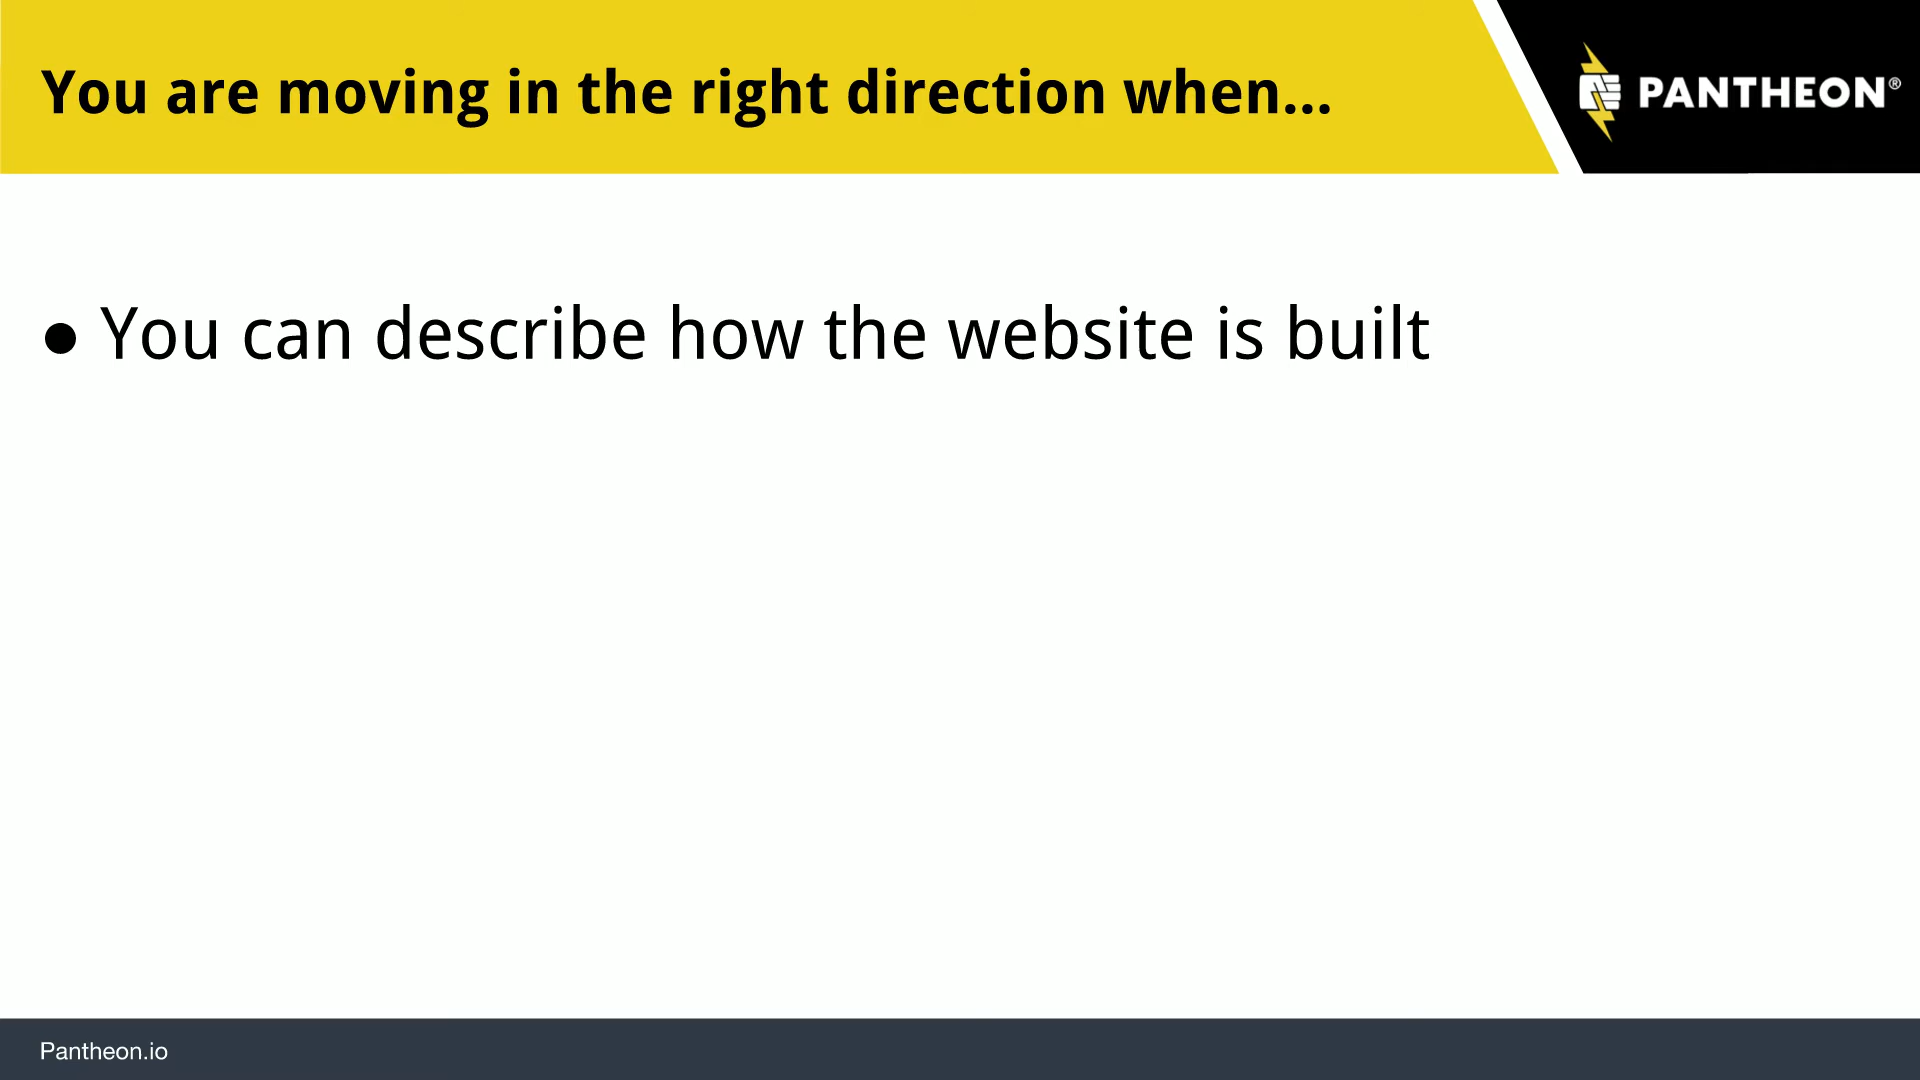 You are moving in the right direction when...
PANTHEON®
● You can describe how the website is built
Pantheon.io